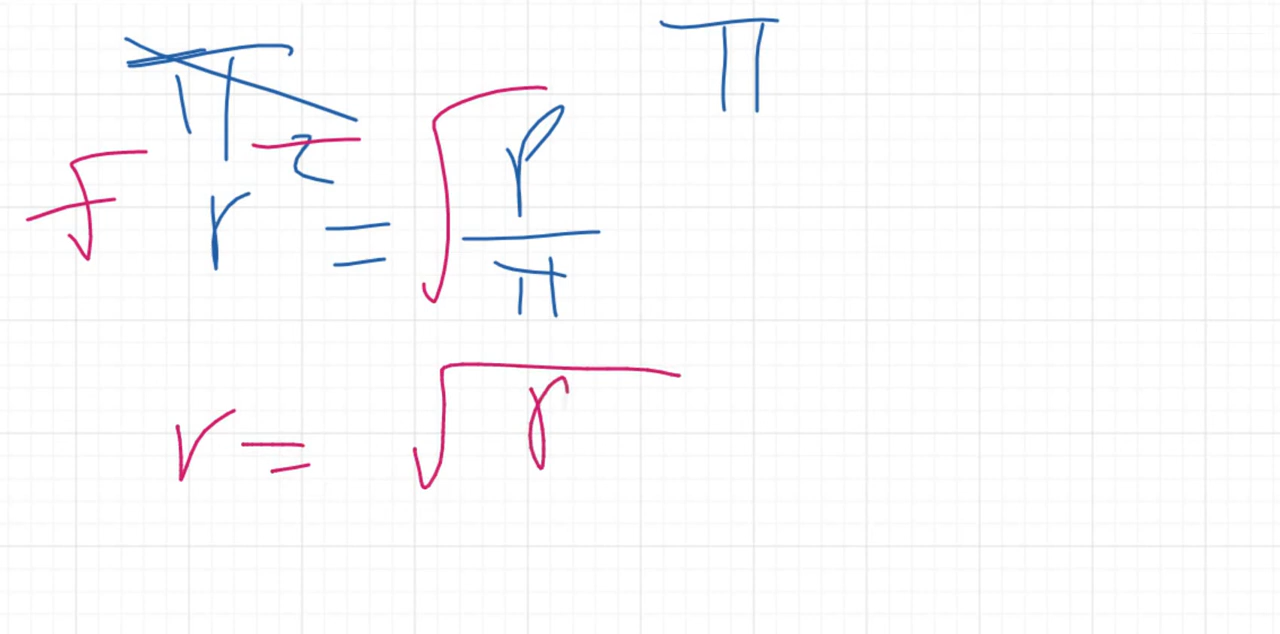 π π
√ r² = √ P/π
r = √ r